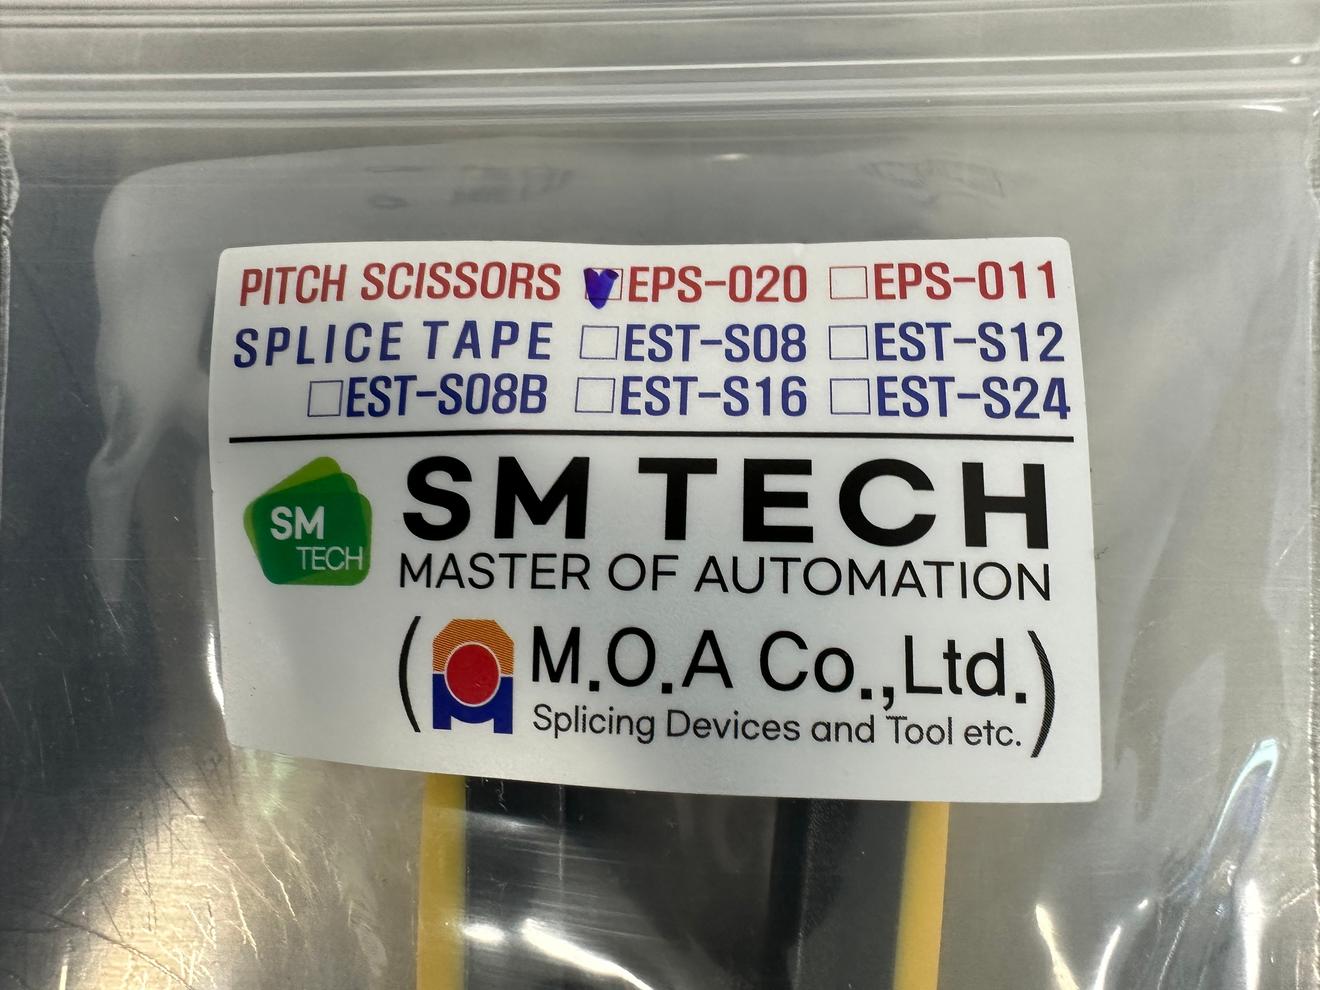 PITCH SCISSORS EPS-020 EPS-011
SPLICE TAPE EST-S08 EST-S12
EST-S08B EST-S16 EST-S24
SM TECH
SM
TECH
MASTER OF AUTOMATION
( M.O.A Co.,Ltd. )
Splicing Devices and Tool etc.